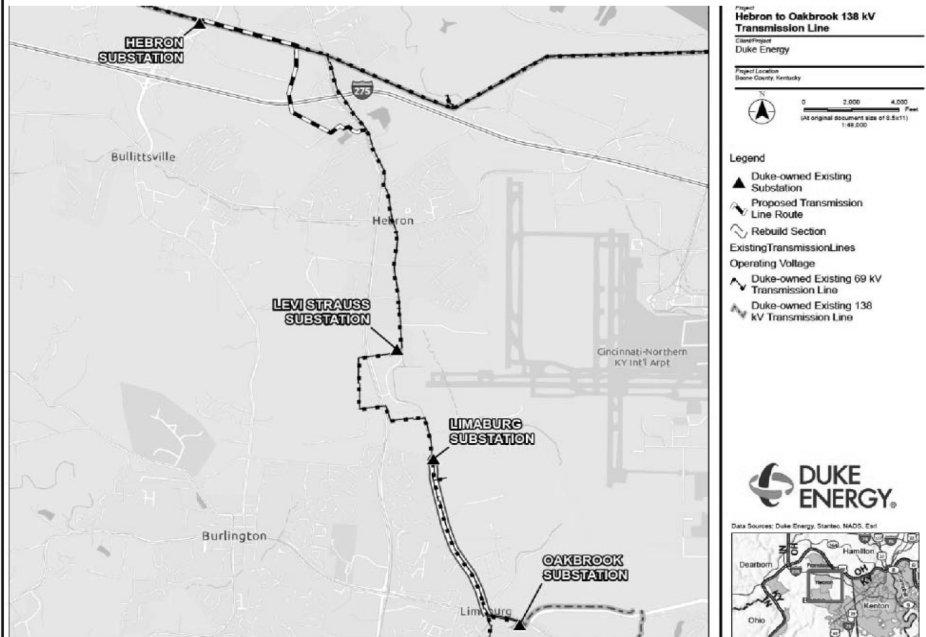 HEBRON
SUBSTATION
275
Bullittsville
Hebron
LEVI STRAUSS
SUBSTATION
Cincinnati-Northern
KY Int'l Arpt
LIMABURG
SUBSTATION
Burlington
OAKBROOK
SUBSTATION
Limaburg
Project
Hebron to Oakbrook 138 kV
Transmission Line
Client/Project
Duke Energy
Project Location
Boone County, Kentucky
N
0 2,000 4,000
Feet
(At original document size of 8.5x11)
1:48,000
Legend
Duke-owned Existing
Substation
Proposed Transmission
Line Route
Rebuild Section
ExistingTransmissionLines
Operating Voltage
Duke-owned Existing 69 kV
Transmission Line
Duke-owned Existing 138
kV Transmission Line
DUKE
ENERGY®
Data Sources: Duke Energy, Stantec, NADS, Esri
IN
OH
Hamilton
Dearborn
Hebron
OH
KY
KY
IN
Kenton
Ohio